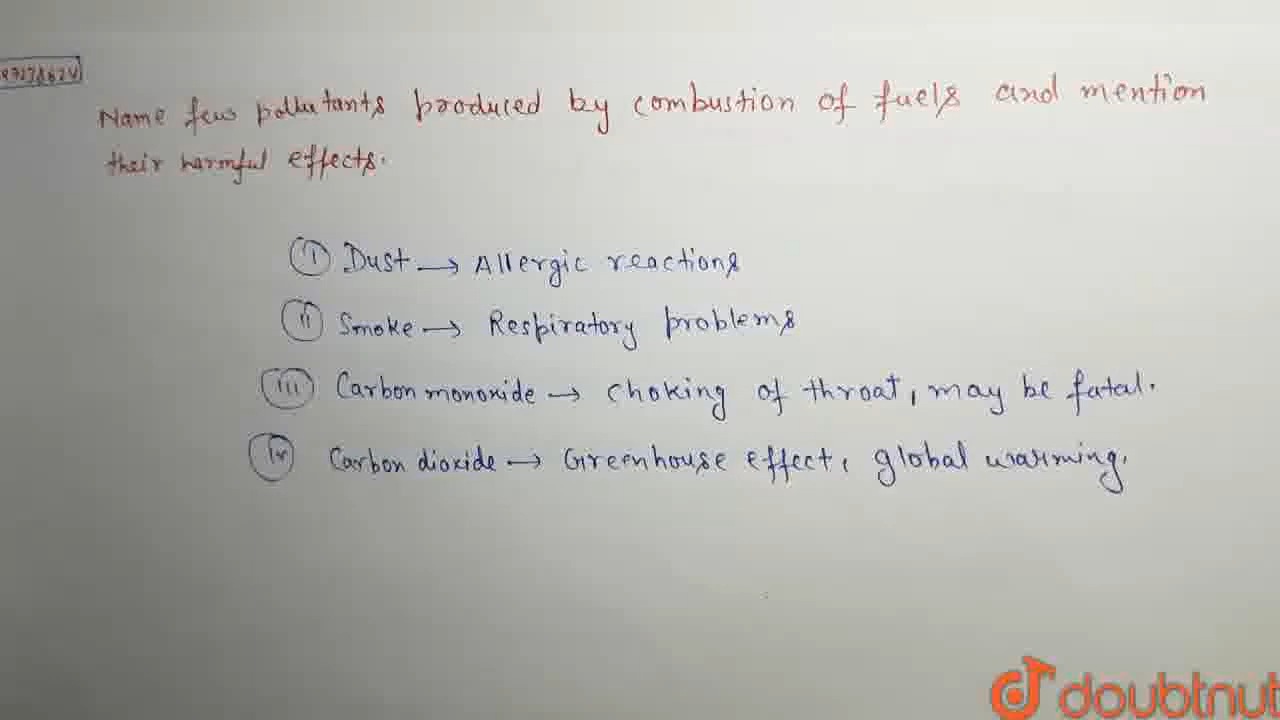 Name few pollutants produced by combustion of fuels and mention
their harmful effects.
(I) Dust → Allergic reactions
(II) Smoke → Respiratory problems
(III) Carbon monoxide → choking of throat, may be fatal.
(IV) Carbon dioxide → Greenhouse effect, global warming.
doubtnut